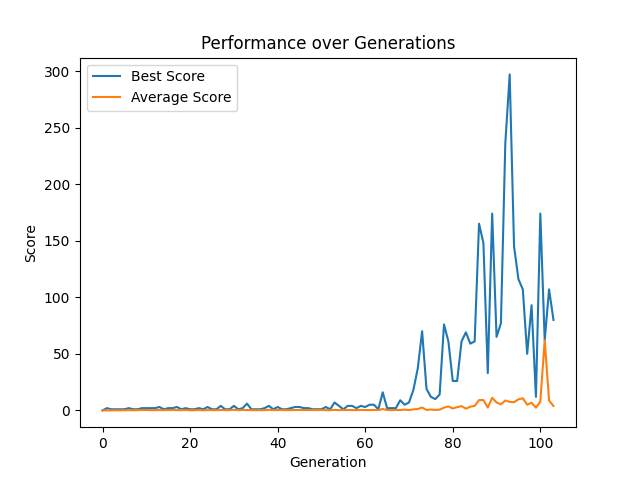 Performance over Generations
Best Score
Average Score
300
250
200
150
100
50
0
Score
0 20 40 60 80 100
Generation